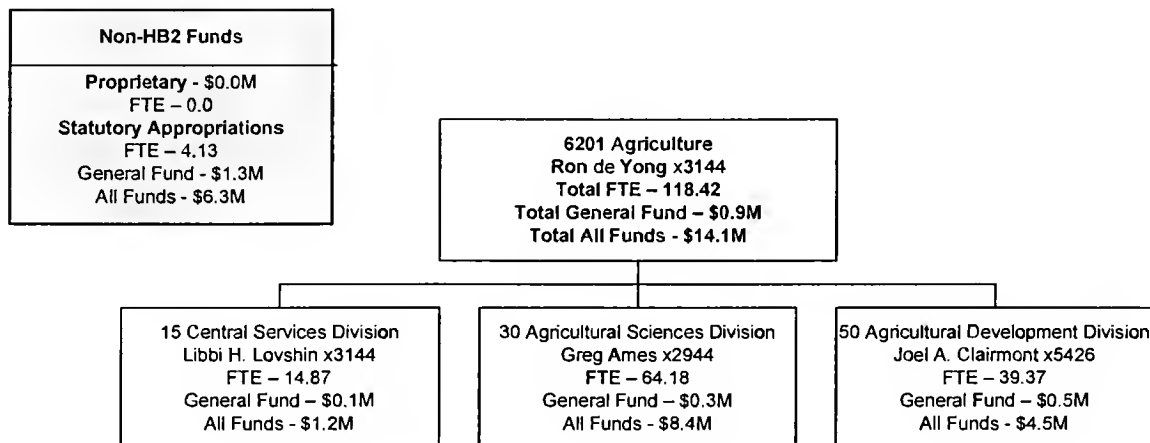 Non-HB2 Funds
Proprietary - $0.0M
FTE – 0.0
Statutory Appropriations
FTE – 4.13
General Fund - $1.3M
All Funds - $6.3M
6201 Agriculture
Ron de Yong x3144
Total FTE – 118.42
Total General Fund – $0.9M
Total All Funds - $14.1M
15 Central Services Division
Libbi H. Lovshin x3144
FTE – 14.87
General Fund – $0.1M
All Funds - $1.2M
30 Agricultural Sciences Division
Greg Ames x2944
FTE – 64.18
General Fund – $0.3M
All Funds - $8.4M
50 Agricultural Development Division
Joel A. Clairmont x5426
FTE – 39.37
General Fund – $0.5M
All Funds - $4.5M